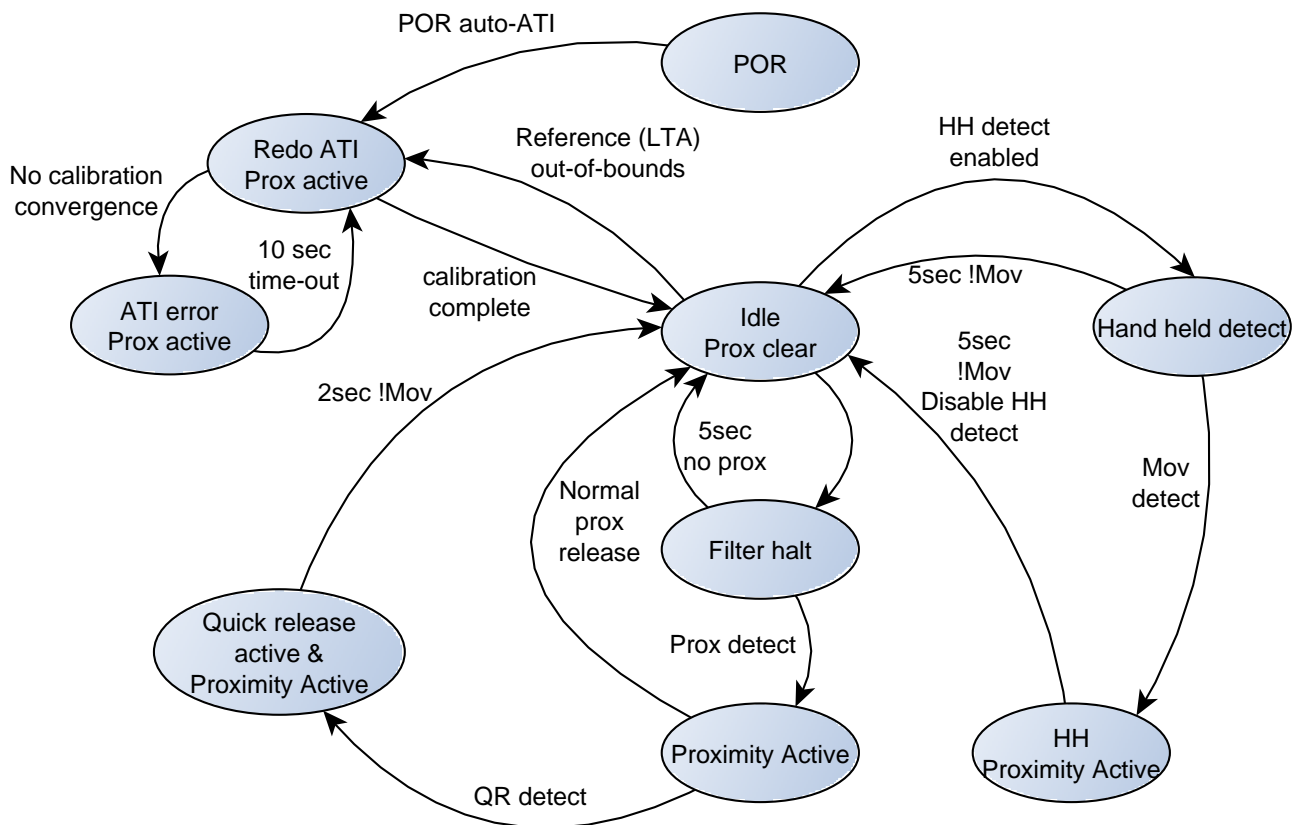 POR auto-ATI
POR
Redo ATI
Prox active
Reference (LTA)
out-of-bounds
HH detect
enabled
No calibration
convergence
10 sec
time-out
calibration
complete
ATI error
Prox active
Idle
Prox clear
5sec !Mov
Hand held detect
2sec !Mov
5sec
!Mov
Disable HH
detect
5sec
no prox
Mov
detect
Normal
prox
release
Filter halt
Quick release
active &
Proximity Active
Prox detect
Proximity Active
HH
Proximity Active
QR detect